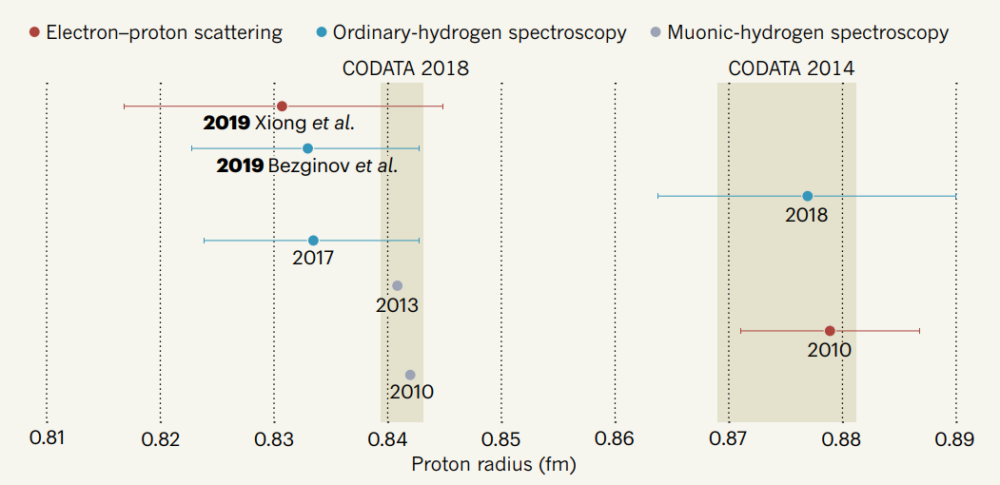 Electron–proton scattering Ordinary-hydrogen spectroscopy Muonic-hydrogen spectroscopy
CODATA 2018 CODATA 2014
2019 Xiong et al.
2019 Bezginov et al.
2018
2017
2013
2010
2010
0.81 0.82 0.83 0.84 0.85 0.86 0.87 0.88 0.89
Proton radius (fm)